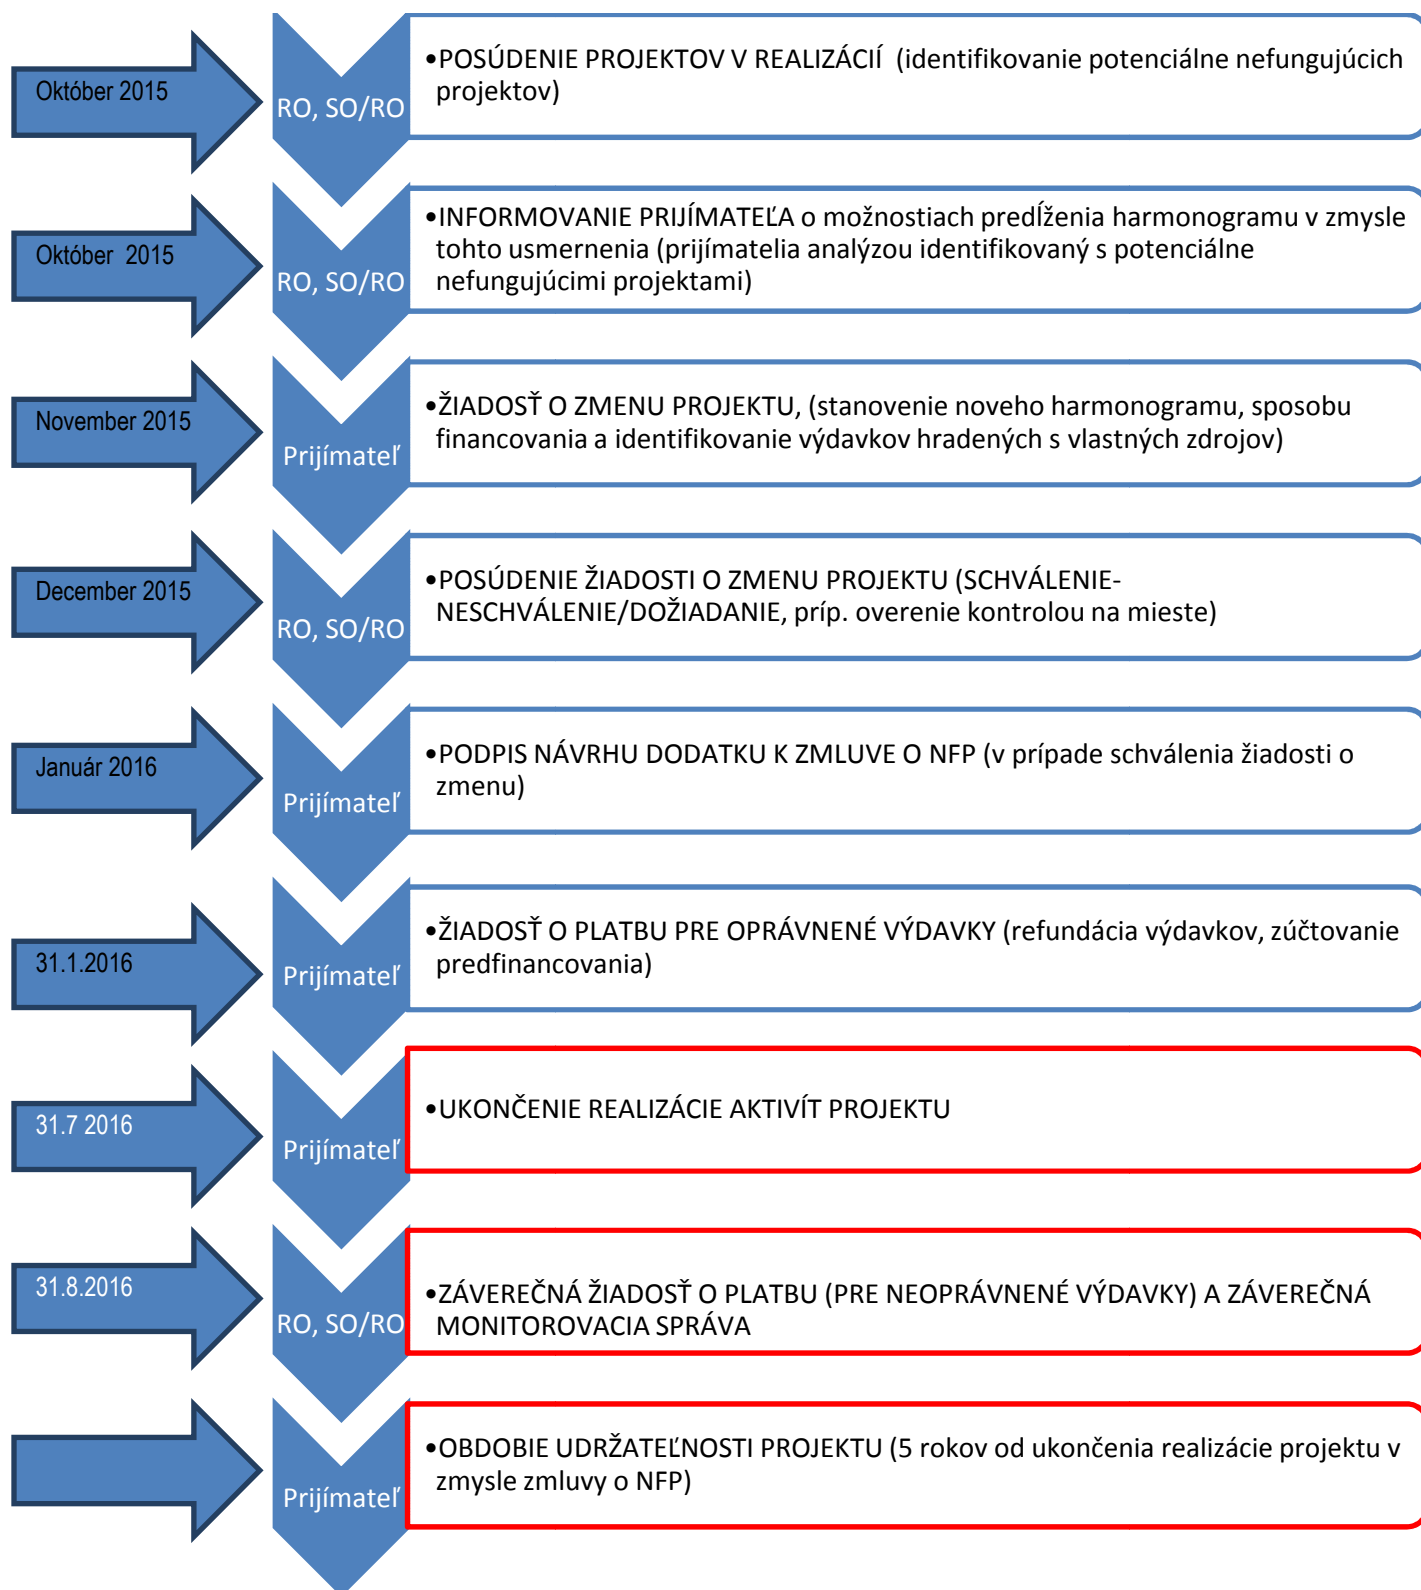 Október 2015
RO, SO/RO
•POSÚDENIE PROJEKTOV V REALIZÁCIÍ (identifikovanie potenciálne nefungujúcich
projektov)
Október 2015
RO, SO/RO
•INFORMOVANIE PRIJÍMATEĽA o možnostiach predĺženia harmonogramu v zmysle
tohto usmernenia (prijímatelia analýzou identifikovaný s potenciálne
nefungujúcimi projektami)
November 2015
Prijímateľ
•ŽIADOSŤ O ZMENU PROJEKTU, (stanovenie noveho harmonogramu, sposobu
financovania a identifikovanie výdavkov hradených s vlastných zdrojov)
December 2015
RO, SO/RO
•POSÚDENIE ŽIADOSTI O ZMENU PROJEKTU (SCHVÁLENIE-
NESCHVÁLENIE/DOŽIADANIE, príp. overenie kontrolou na mieste)
Január 2016
Prijímateľ
•PODPIS NÁVRHU DODATKU K ZMLUVE O NFP (v prípade schválenia žiadosti o
zmenu)
31.1.2016
Prijímateľ
•ŽIADOSŤ O PLATBU PRE OPRÁVNENÉ VÝDAVKY (refundácia výdavkov, zúčtovanie
predfinancovania)
31.7 2016
Prijímateľ
•UKONČENIE REALIZÁCIE AKTIVÍT PROJEKTU
31.8.2016
RO, SO/RO
•ZÁVEREČNÁ ŽIADOSŤ O PLATBU (PRE NEOPRÁVNENÉ VÝDAVKY) A ZÁVEREČNÁ
MONITOROVACIA SPRÁVA
Prijímateľ
•OBDOBIE UDRŽATEĽNOSTI PROJEKTU (5 rokov od ukončenia realizácie projektu v
zmysle zmluvy o NFP)